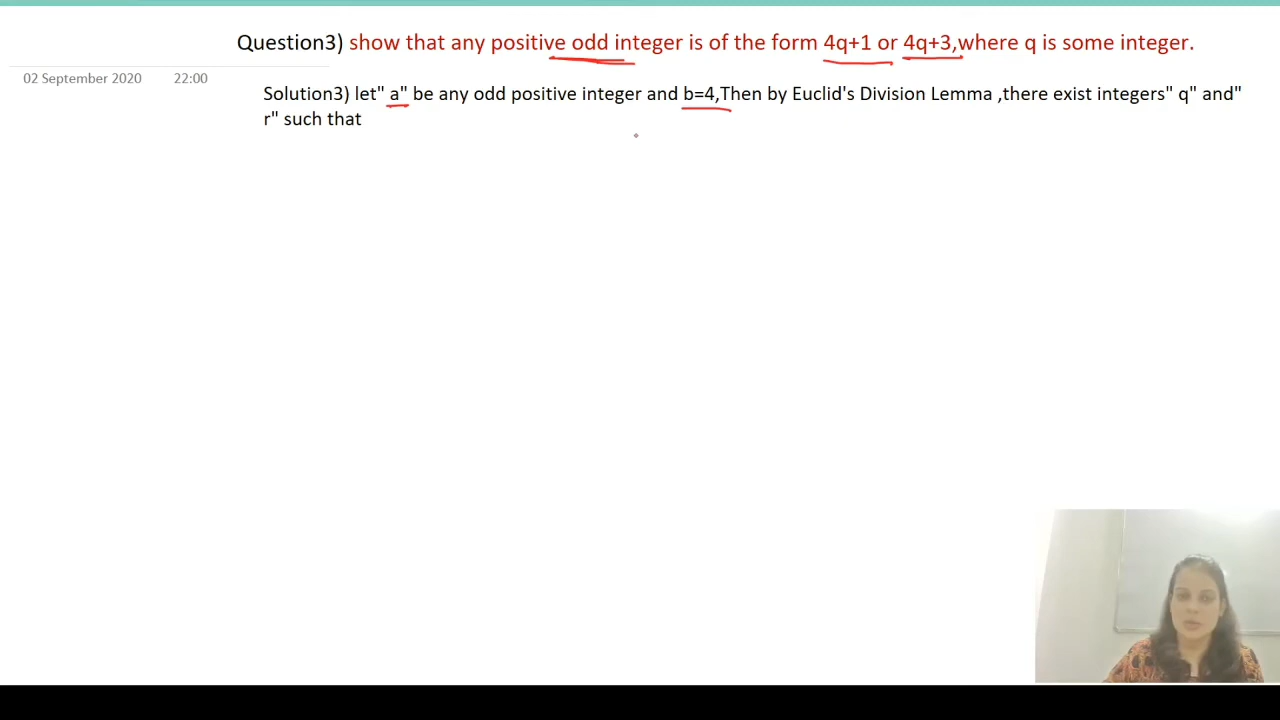 Question3) show that any positive odd integer is of the form 4q+1 or 4q+3,where q is some integer.
02 September 2020 22:00
Solution3) let" a" be any odd positive integer and b=4,Then by Euclid's Division Lemma ,there exist integers" q" and"
r" such that